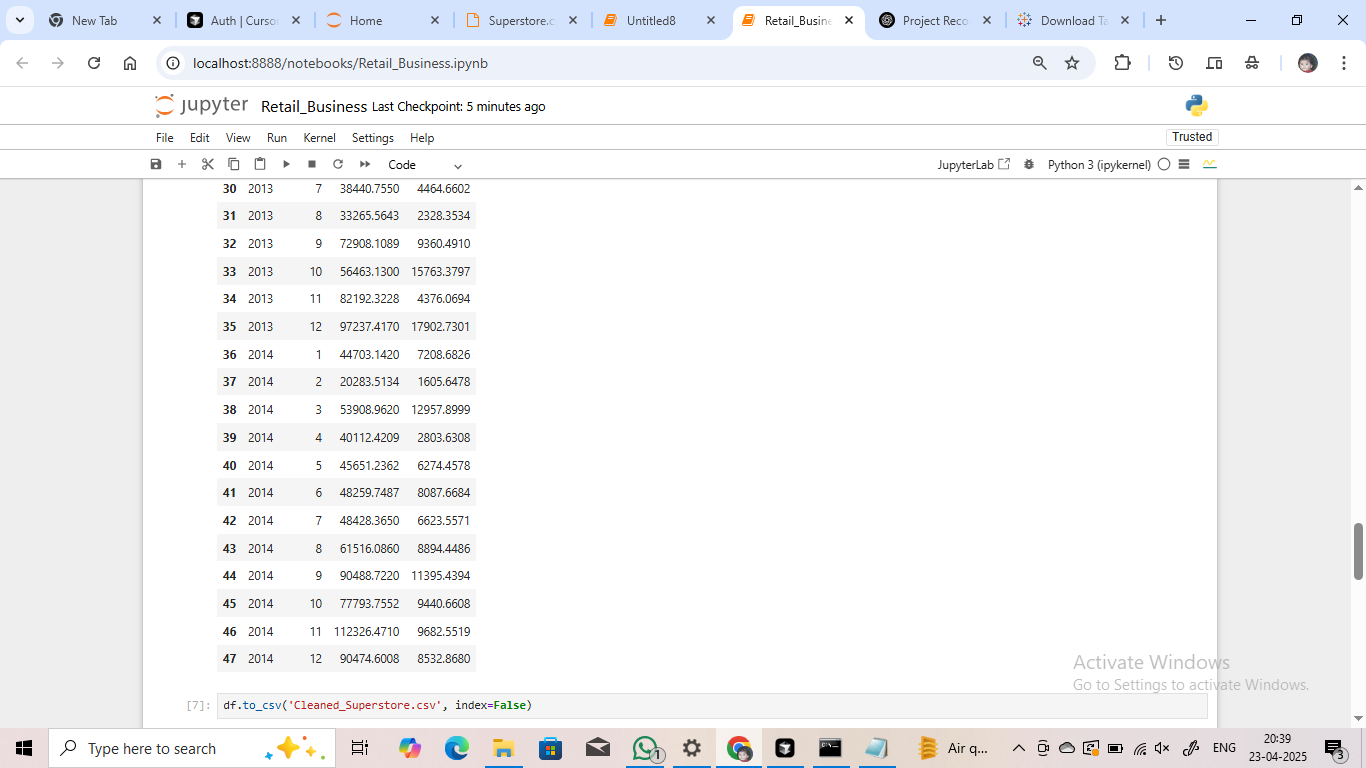 New Tab
Auth | Curso
Home
Superstore.c
Untitled8
Retail_Busine
Project Reco
Download Ta
localhost:8888/notebooks/Retail_Business.ipynb
jupyter Retail_Business Last Checkpoint: 5 minutes ago
File Edit View Run Kernel Settings Help
Trusted
Code
JupyterLab
Python 3 (ipykernel)
30 2013 7 38440.7550 4464.6602
31 2013 8 33265.5643 2328.3534
32 2013 9 72908.1089 9360.4910
33 2013 10 56463.1300 15763.3797
34 2013 11 82192.3228 4376.0694
35 2013 12 97237.4170 17902.7301
36 2014 1 44703.1420 7208.6826
37 2014 2 20283.5134 1605.6478
38 2014 3 53908.9620 12957.8999
39 2014 4 40112.4209 2803.6308
40 2014 5 45651.2362 6274.4578
41 2014 6 48259.7487 8087.6684
42 2014 7 48428.3650 6623.5571
43 2014 8 61516.0860 8894.4486
44 2014 9 90488.7220 11395.4394
45 2014 10 77793.7552 9440.6608
46 2014 11 112326.4710 9682.5519
47 2014 12 90474.6008 8532.8680
Activate Windows
Go to Settings to activate Windows.
[7]: df.to_csv('Cleaned_Superstore.csv', index=False)
Type here to search
1
Air q...
ENG
20:39
23-04-2025
3